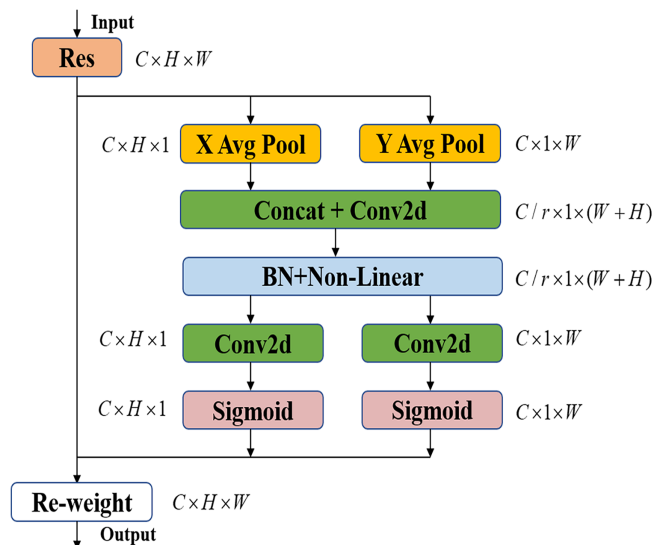 Input
Res C×H×W
C×H×1 X Avg Pool Y Avg Pool C×1×W
Concat + Conv2d C/r×1×(W+H)
BN+Non-Linear C/r×1×(W+H)
C×H×1 Conv2d Conv2d C×1×W
C×H×1 Sigmoid Sigmoid C×1×W
Re-weight C×H×W
Output